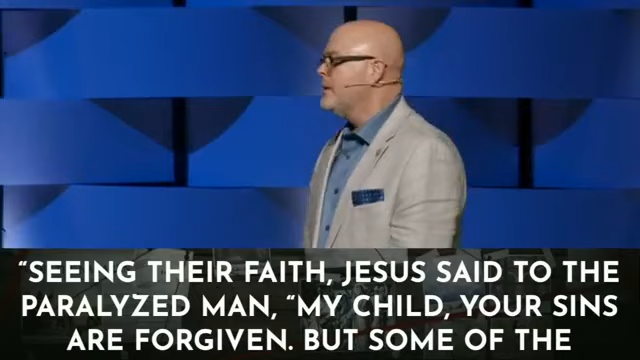 “SEEING THEIR FAITH, JESUS SAID TO THE
PARALYZED MAN, “MY CHILD, YOUR SINS
ARE FORGIVEN. BUT SOME OF THE